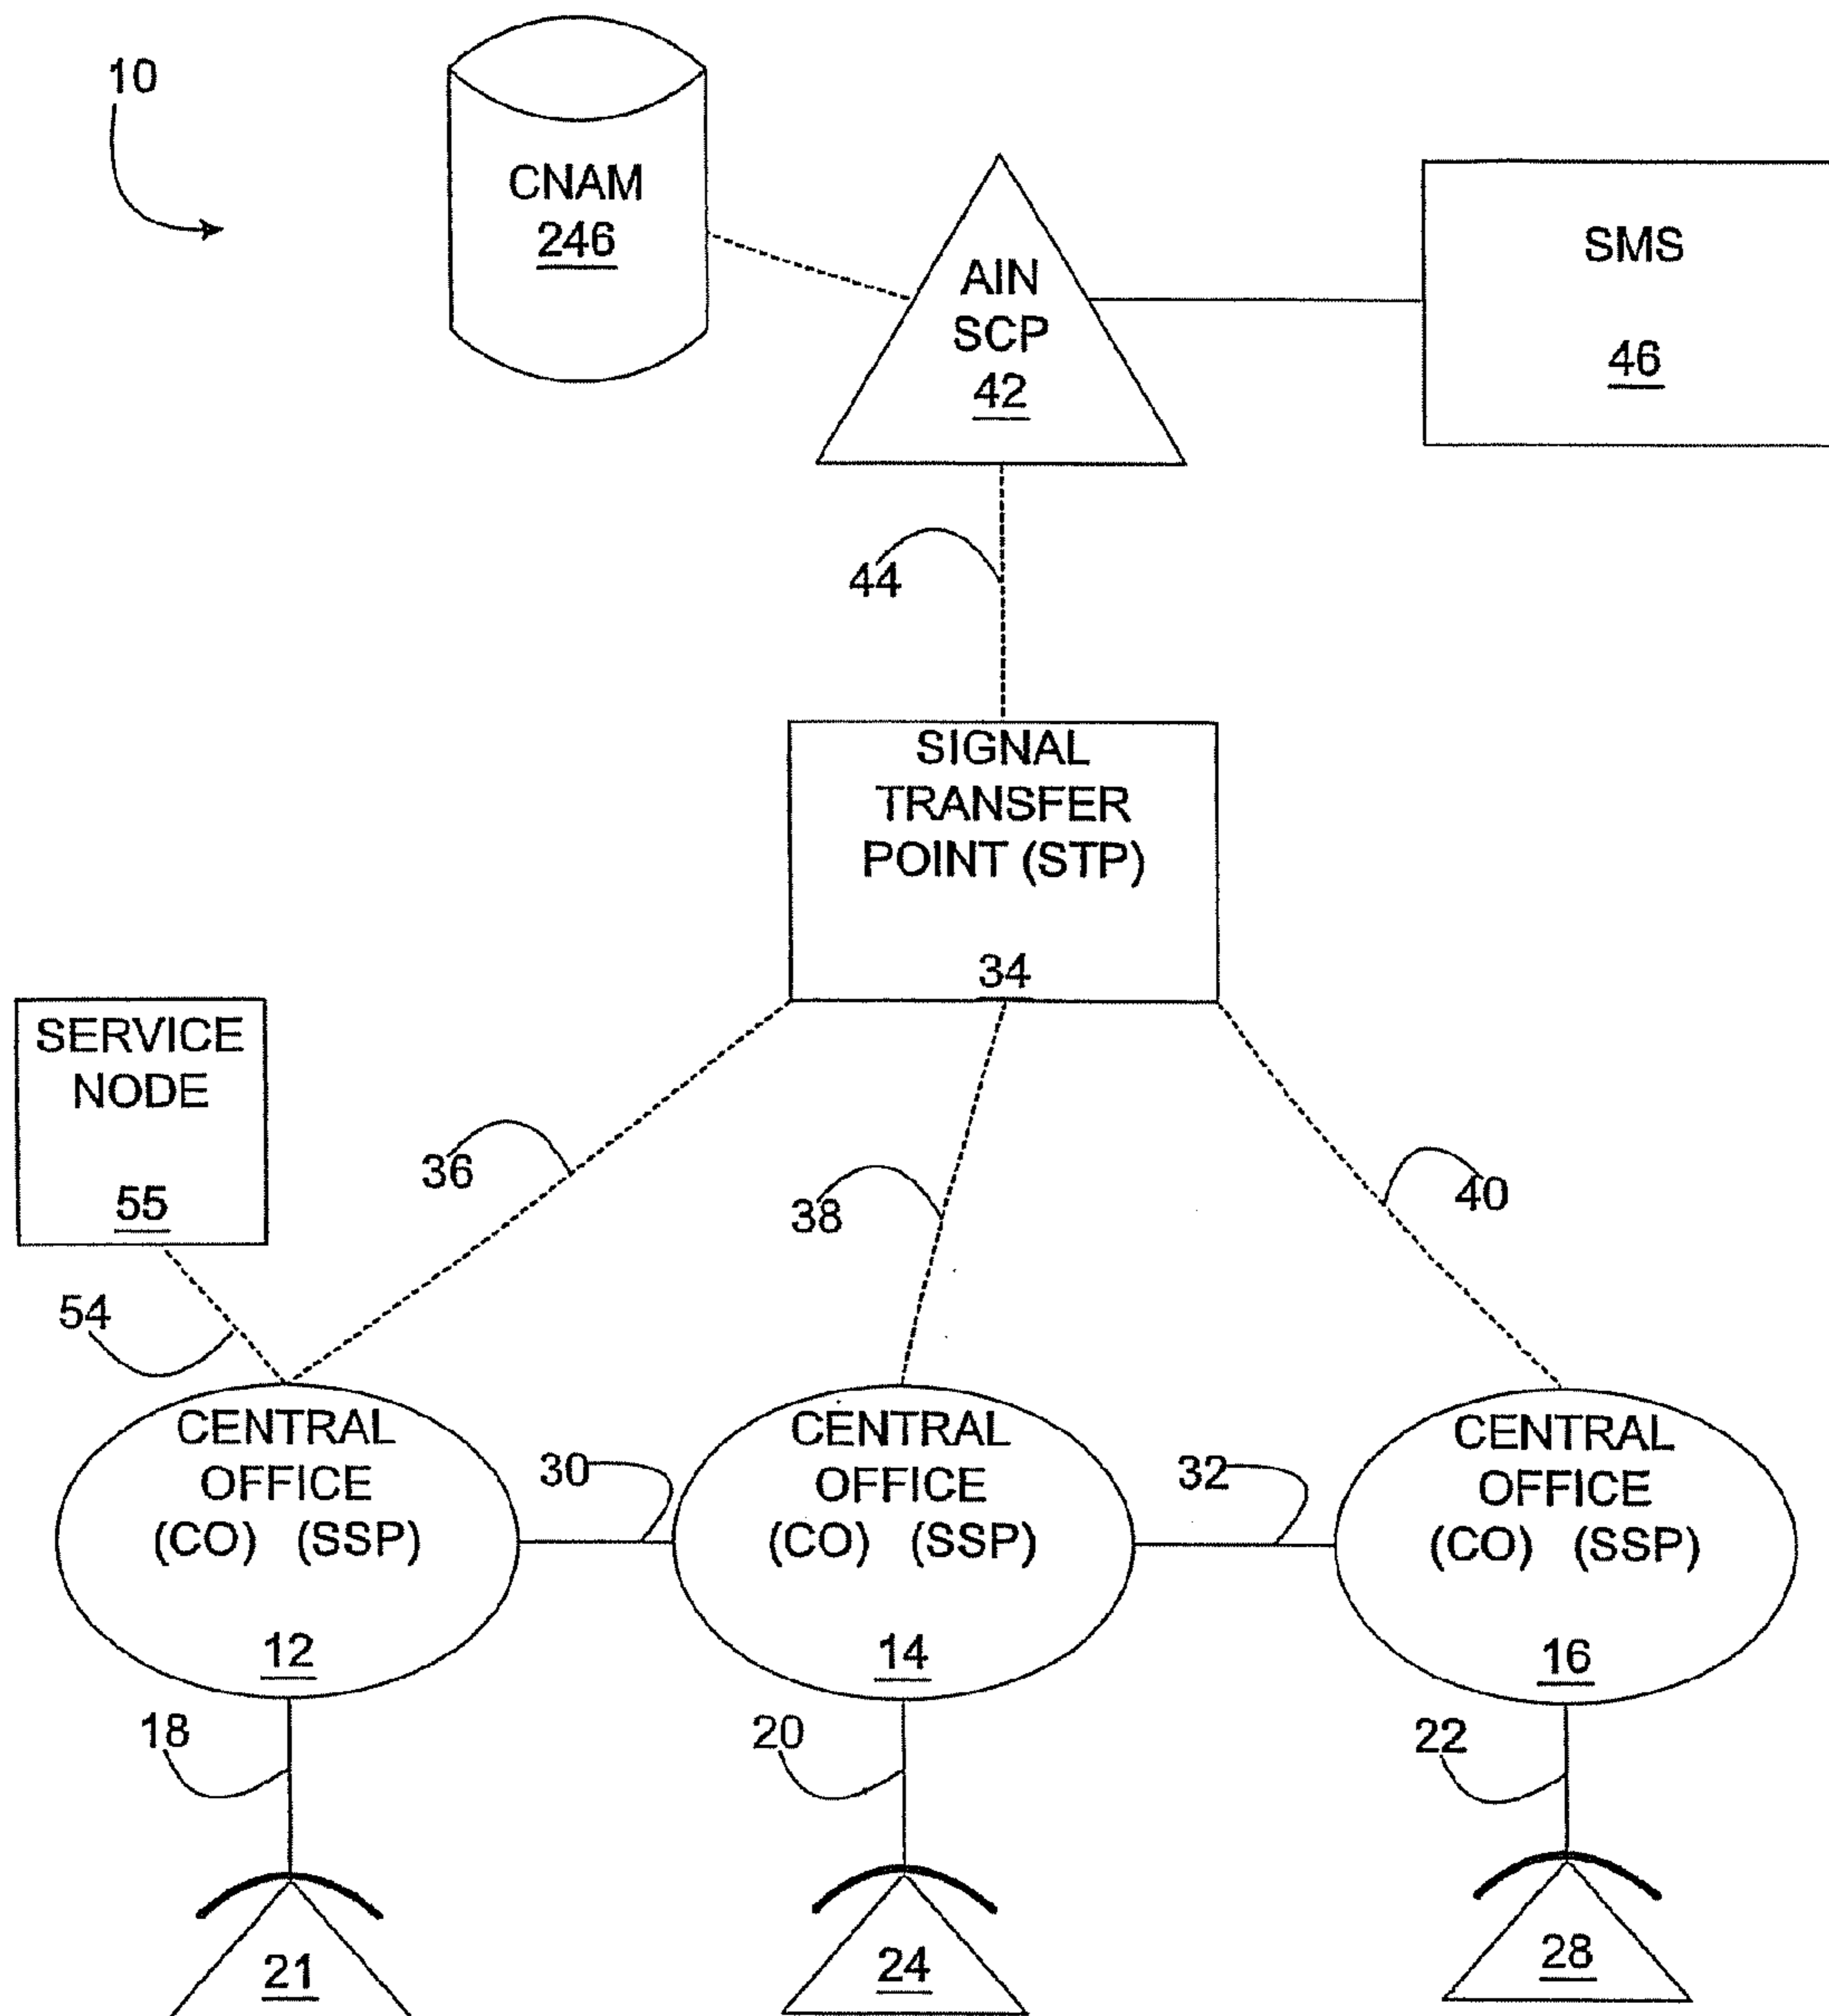 10
CNAM
246
AIN
SCP
42
SMS
46
44
SIGNAL
TRANSFER
POINT (STP)
34
SERVICE
NODE
55
36
38
40
54
CENTRAL
OFFICE
(CO) (SSP)
12
30
CENTRAL
OFFICE
(CO) (SSP)
14
32
CENTRAL
OFFICE
(CO) (SSP)
16
18
20
22
21
24
28